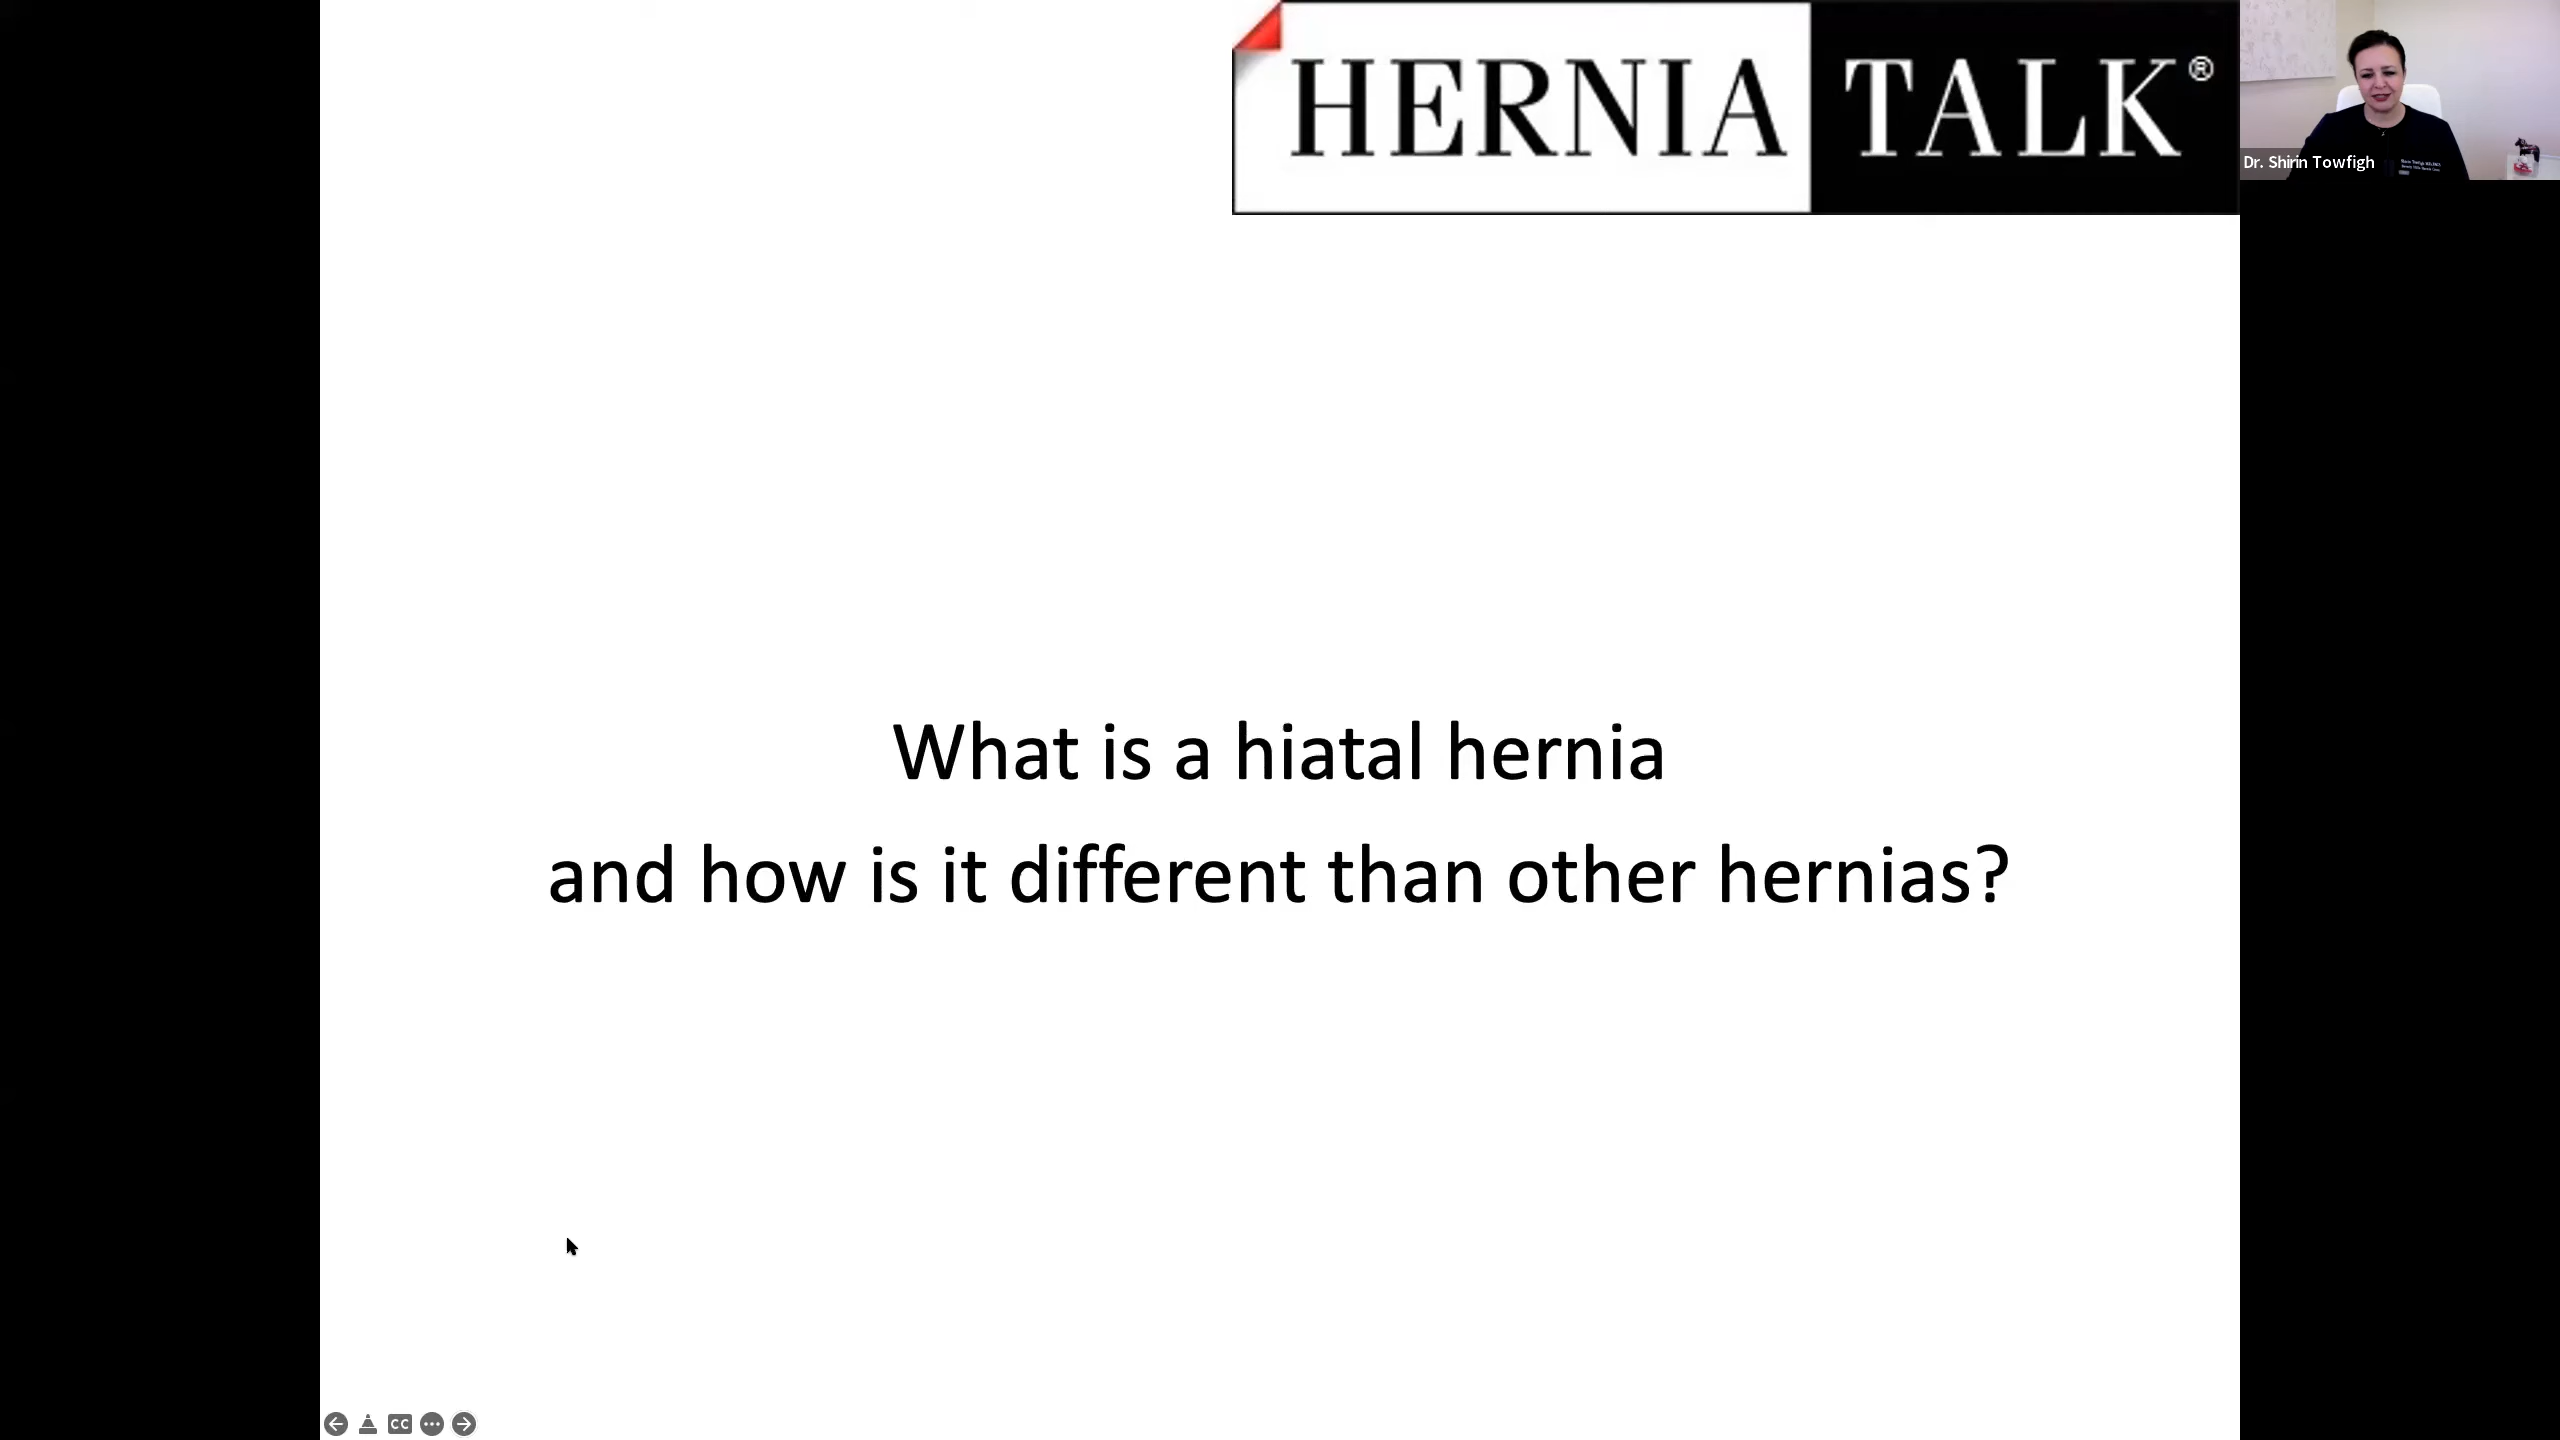 HERNIA TALK®
Dr. Shirin Towfigh
What is a hiatal hernia
and how is it different than other hernias?
CC